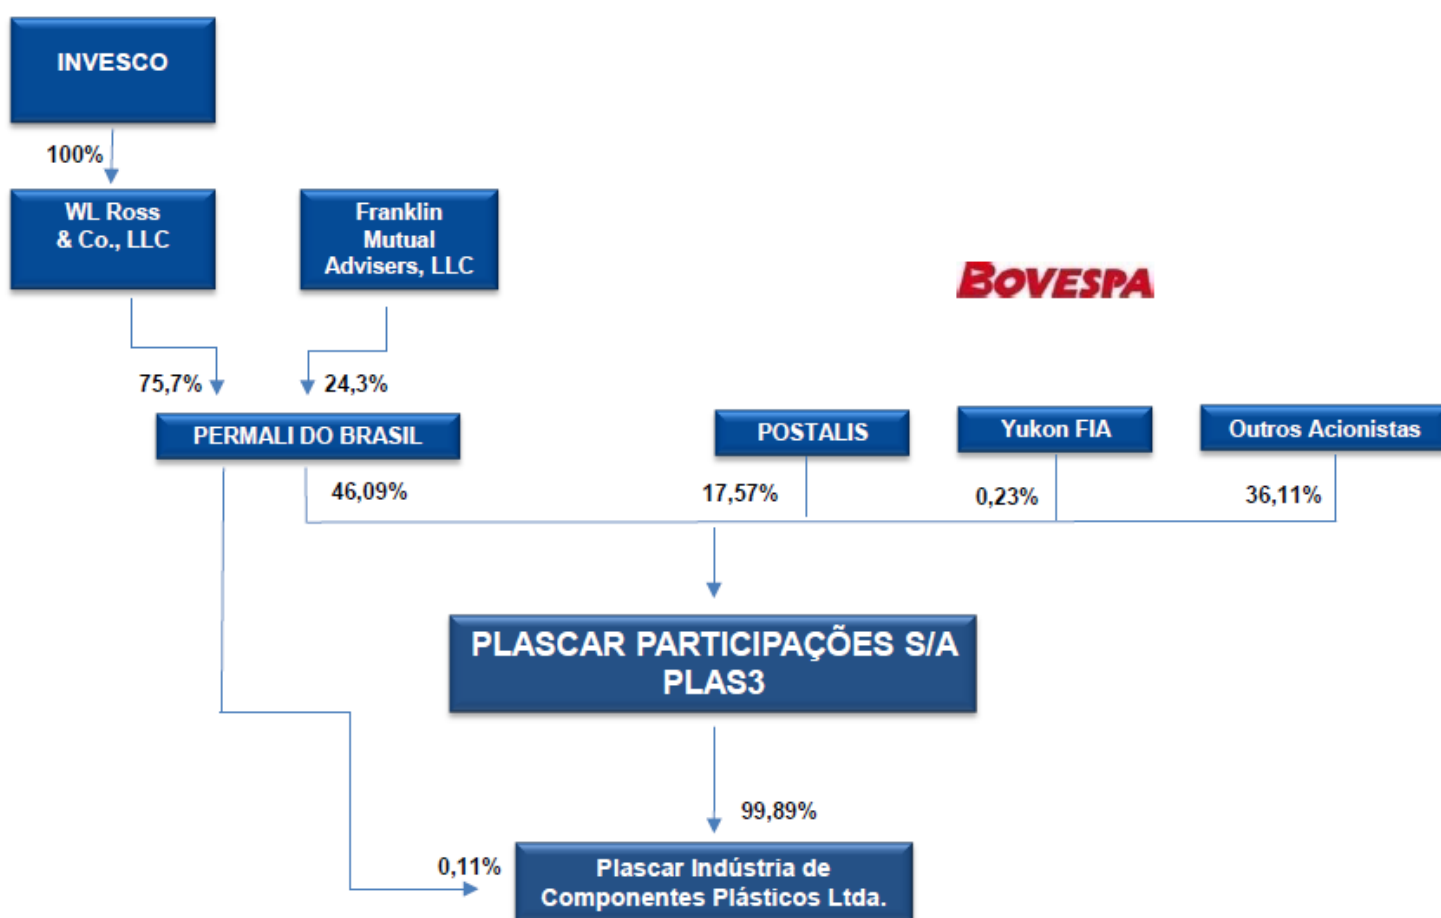 INVESCO
100%
WL Ross
& Co., LLC
Franklin
Mutual
Advisers, LLC
BOVESPA
75,7%
24,3%
PERMALI DO BRASIL
POSTALIS
Yukon FIA
Outros Acionistas
46,09%
17,57%
0,23%
36,11%
PLASCAR PARTICIPAÇÕES S/A
PLAS3
99,89%
0,11%
Plascar Indústria de
Componentes Plásticos Ltda.